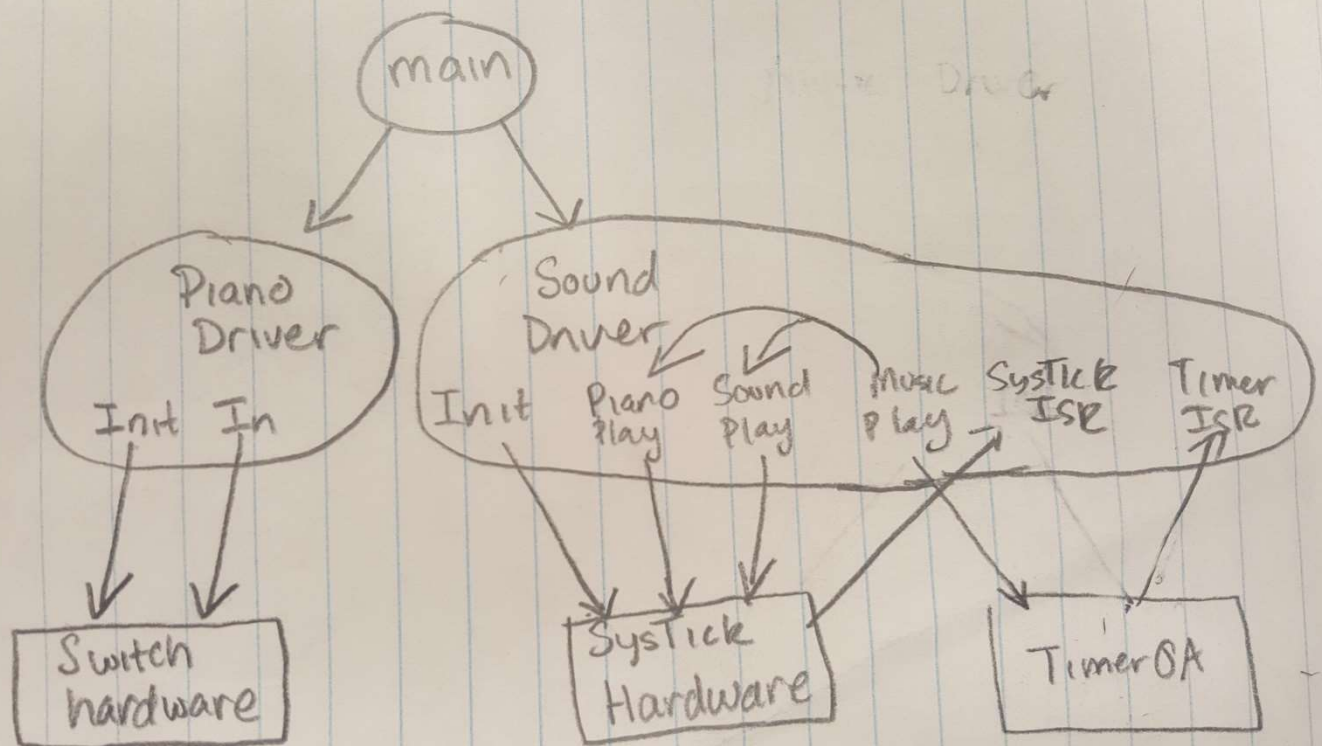 main
Piano
Driver
Init In
Sound
Driver
Init
Piano
Play
Sound
Play
Music
Play
SysTick
ISR
Timer
ISR
Switch
hardware
SysTick
Hardware
Timer0A